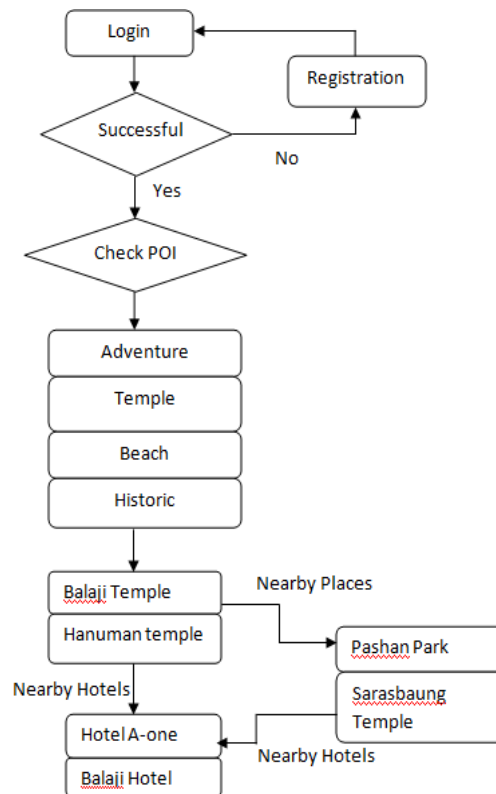 Login
Registration
Successful
No
Yes
Check POI
Adventure
Temple
Beach
Historic
Balaji Temple
Nearby Places
Hanuman temple
Pashan Park
Nearby Hotels
Sarasbaung
Temple
Hotel A-one
Nearby Hotels
Balaji Hotel